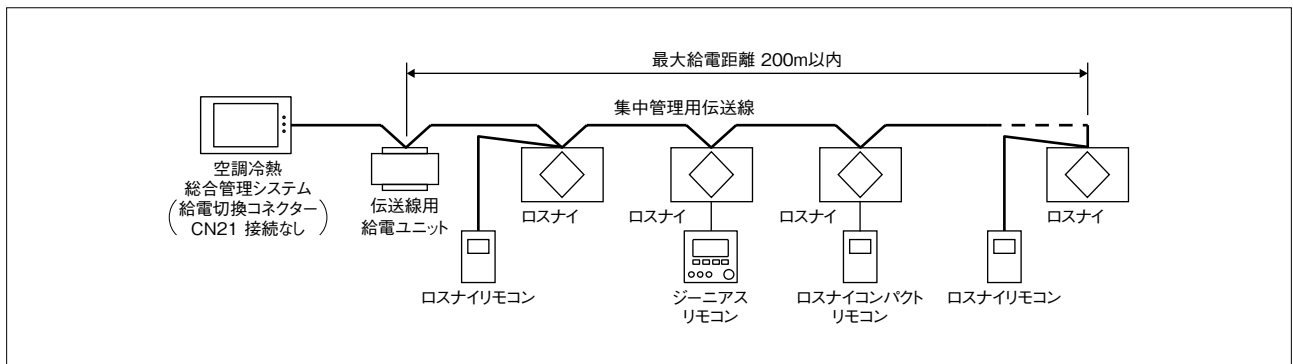 最大給電距離 200m以内
集中管理用伝送線
空調冷熱
総合管理システム
(給電切換コネクター
CN21 接続なし)
伝送線用
給電ユニット
ロスナイ
ロスナイ
ロスナイ
ロスナイ
ロスナイリモコン
ジーニアス
リモコン
ロスナイコンパクト
リモコン
ロスナイリモコン